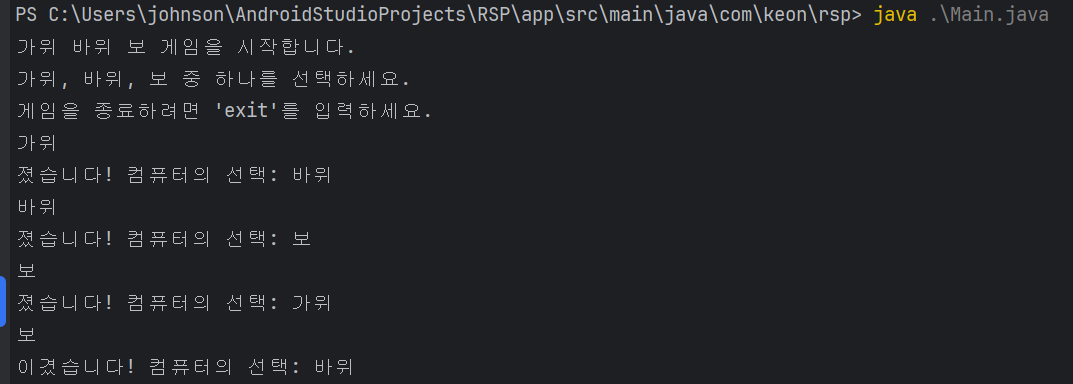 PS C:\Users\johnson\AndroidStudioProjects\RSP\app\src\main\java\com\keon\rsp> java .\Main.java
가위 바위 보 게임을 시작합니다.
가위, 바위, 보 중 하나를 선택하세요.
게임을 종료하려면 'exit'를 입력하세요.
가위
졌습니다! 컴퓨터의 선택: 바위
바위
졌습니다! 컴퓨터의 선택: 보
보
졌습니다! 컴퓨터의 선택: 가위
보
이겼습니다! 컴퓨터의 선택: 바위